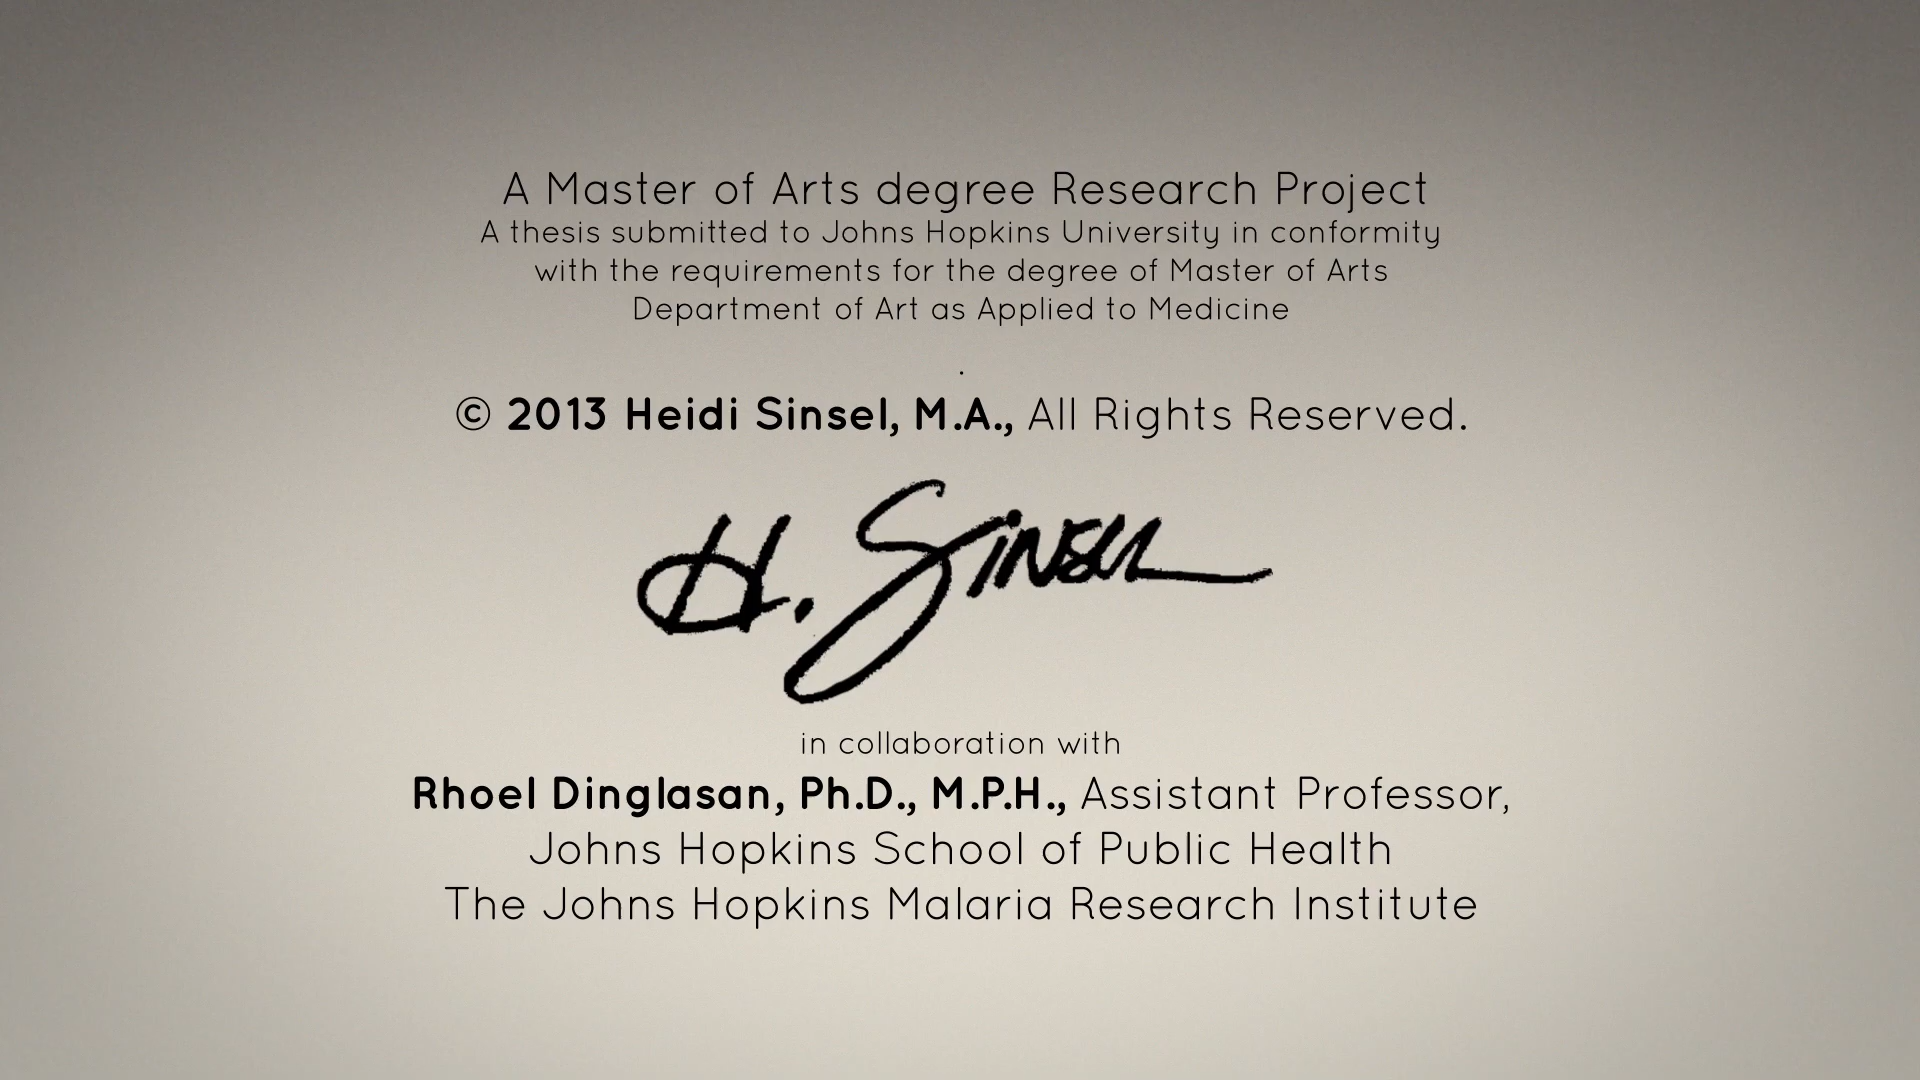 A Master of Arts degree Research Project
A thesis submitted to Johns Hopkins University in conformity
with the requirements for the degree of Master of Arts
Department of Art as Applied to Medicine
.
© 2013 Heidi Sinsel, M.A., All Rights Reserved.
H. Sinsel
in collaboration with
Rhoel Dinglasan, Ph.D., M.P.H., Assistant Professor,
Johns Hopkins School of Public Health
The Johns Hopkins Malaria Research Institute